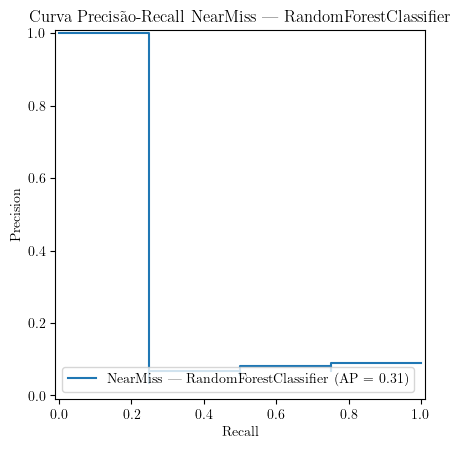 Curva Precisão-Recall NearMiss — RandomForestClassifier
1.0
0.8
0.6
0.4
0.2
0.0
Precision
NearMiss — RandomForestClassifier (AP = 0.31)
0.0 0.2 0.4 0.6 0.8 1.0
Recall